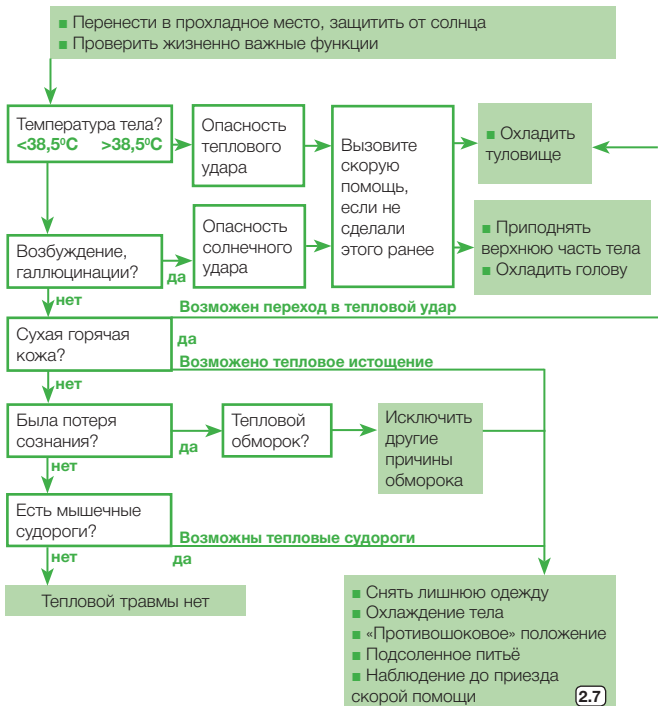 ■ Перенести в прохладное место, защитить от солнца
■ Проверить жизненно важные функции
Температура тела?
<38,5⁰C >38,5⁰C
Опасность
теплового
удара
Вызовите
скорую
помощь,
если не
сделали
этого ранее
■ Охладить
туловище
Возбуждение,
галлюцинации?
да
Опасность
солнечного
удара
■ Приподнять
верхнюю часть тела
■ Охладить голову
нет
Возможен переход в тепловой удар
Сухая горячая
кожа?
да
Возможено тепловое истощение
нет
Была потеря
сознания?
да
Тепловой
обморок?
Исключить
другие
причины
обморока
нет
Есть мышечные
судороги?
Возможны тепловые судороги
да
нет
Тепловой травмы нет
■ Снять лишнюю одежду
■ Охлаждение тела
■ «Противошоковое» положение
■ Подсоленное питьё
■ Наблюдение до приезда
скорой помощи
2.7